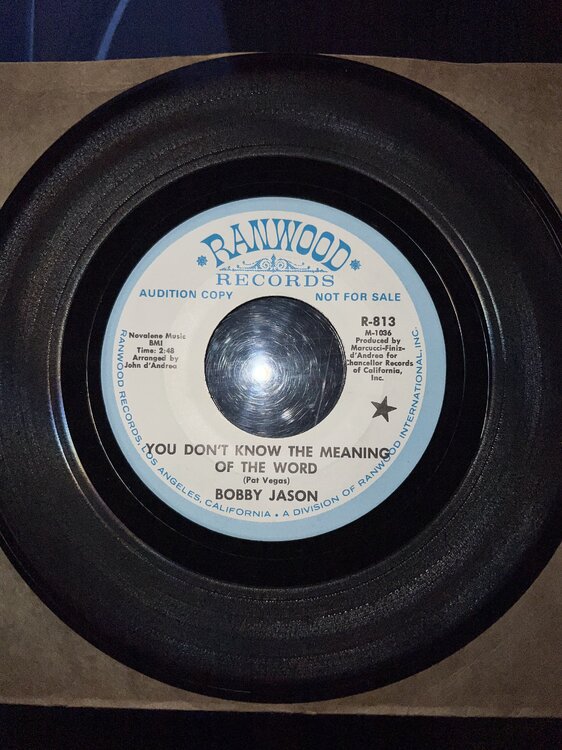 RANWOOD
RECORDS
AUDITION COPY
NOT FOR SALE
Novalene Music
BMI
Time: 2:48
Arranged by
John d'Andrea
R-813
M-1036
Produced by
Marcucci-Finiz-
d'Andrea for
Chancellor Records
of California,
Inc.
YOU DON'T KNOW THE MEANING
OF THE WORD
(Pat Vegas)
BOBBY JASON
RANWOOD RECORDS, LOS ANGELES, CALIFORNIA • A DIVISION OF RANWOOD INTERNATIONAL, INC.